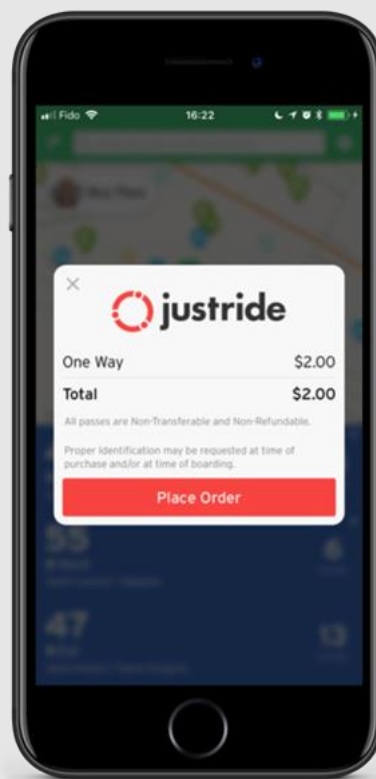 Fido 16:22
justride
One Way $2.00
Total $2.00
All passes are Non-Transferable and Non-Refundable.
Proper Identification may be requested at time of
purchase and/or at time of boarding.
Place Order
55 6
47 13